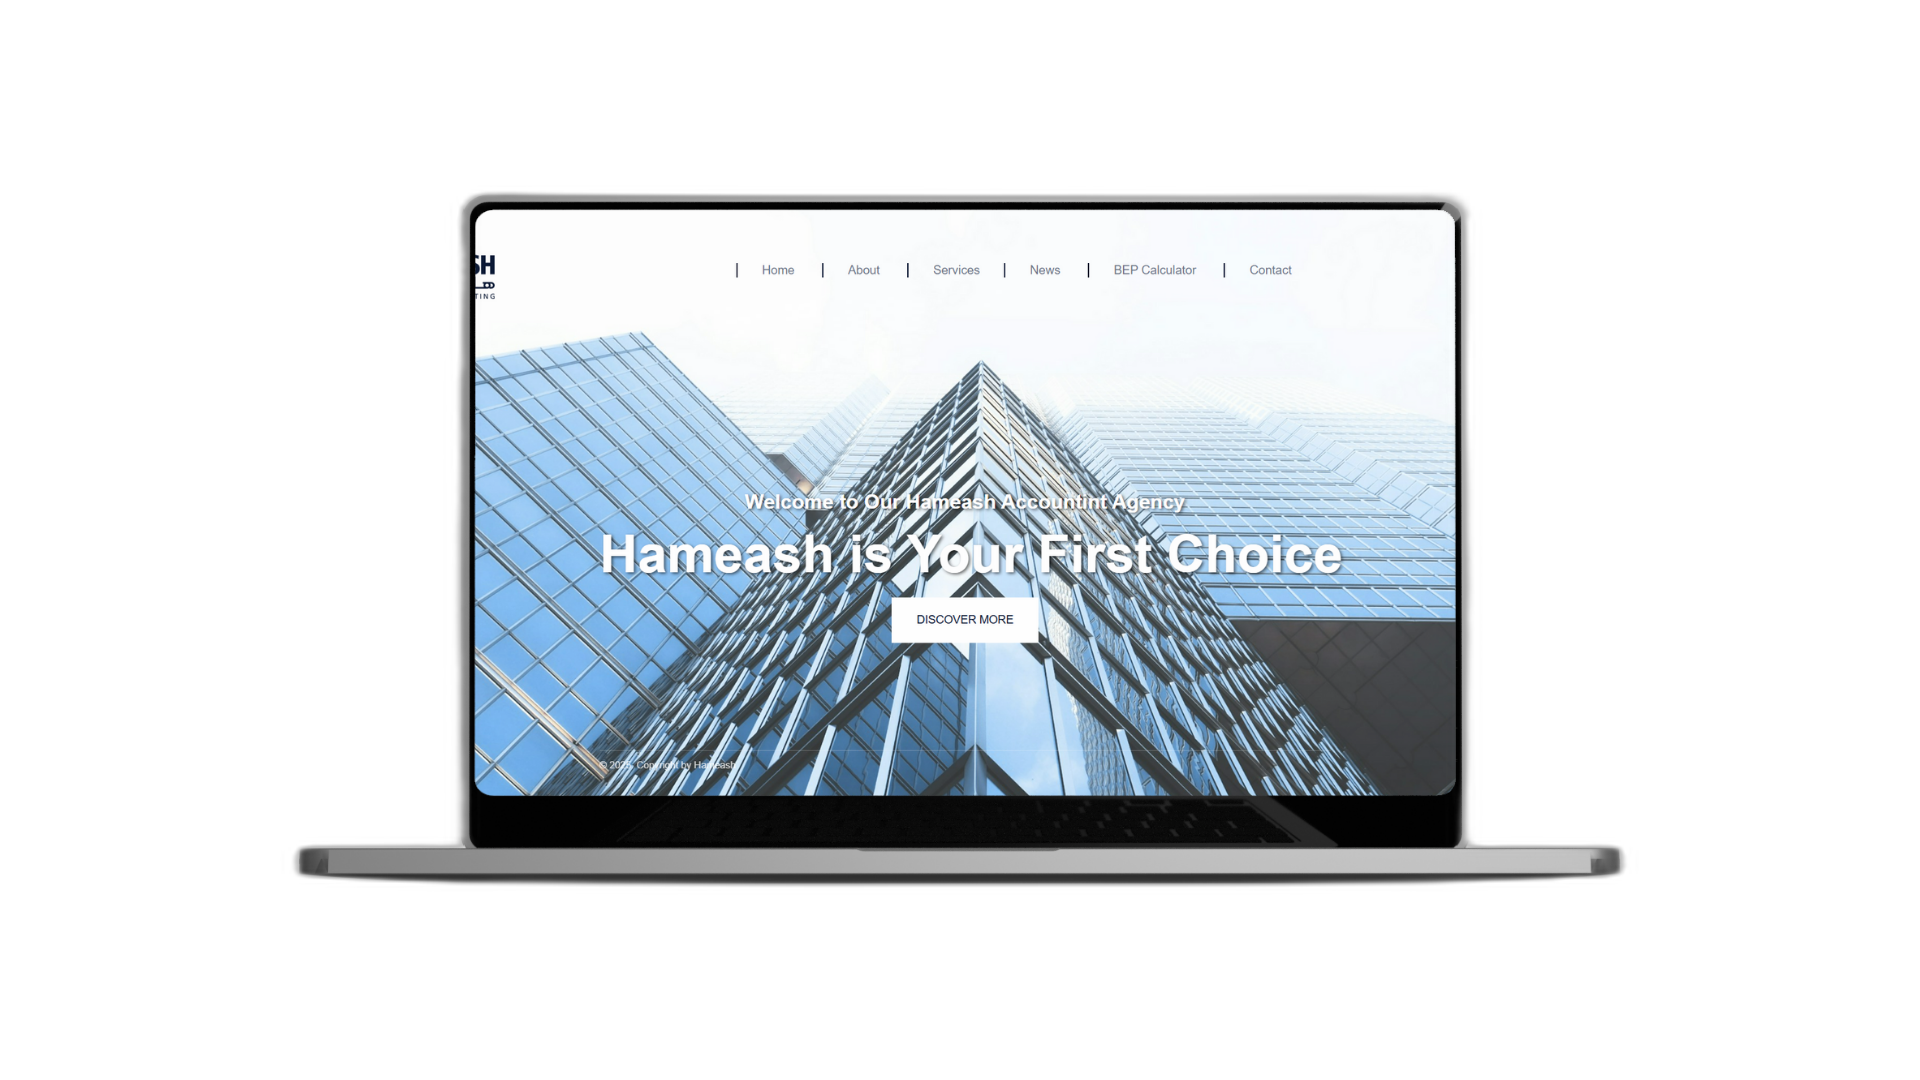 SH
TING
Home | About | Services | News | BEP Calculator | Contact
Welcome to Our Hameash Accountint Agency
Hameash is Your First Choice
DISCOVER MORE
Copyright by Hameash